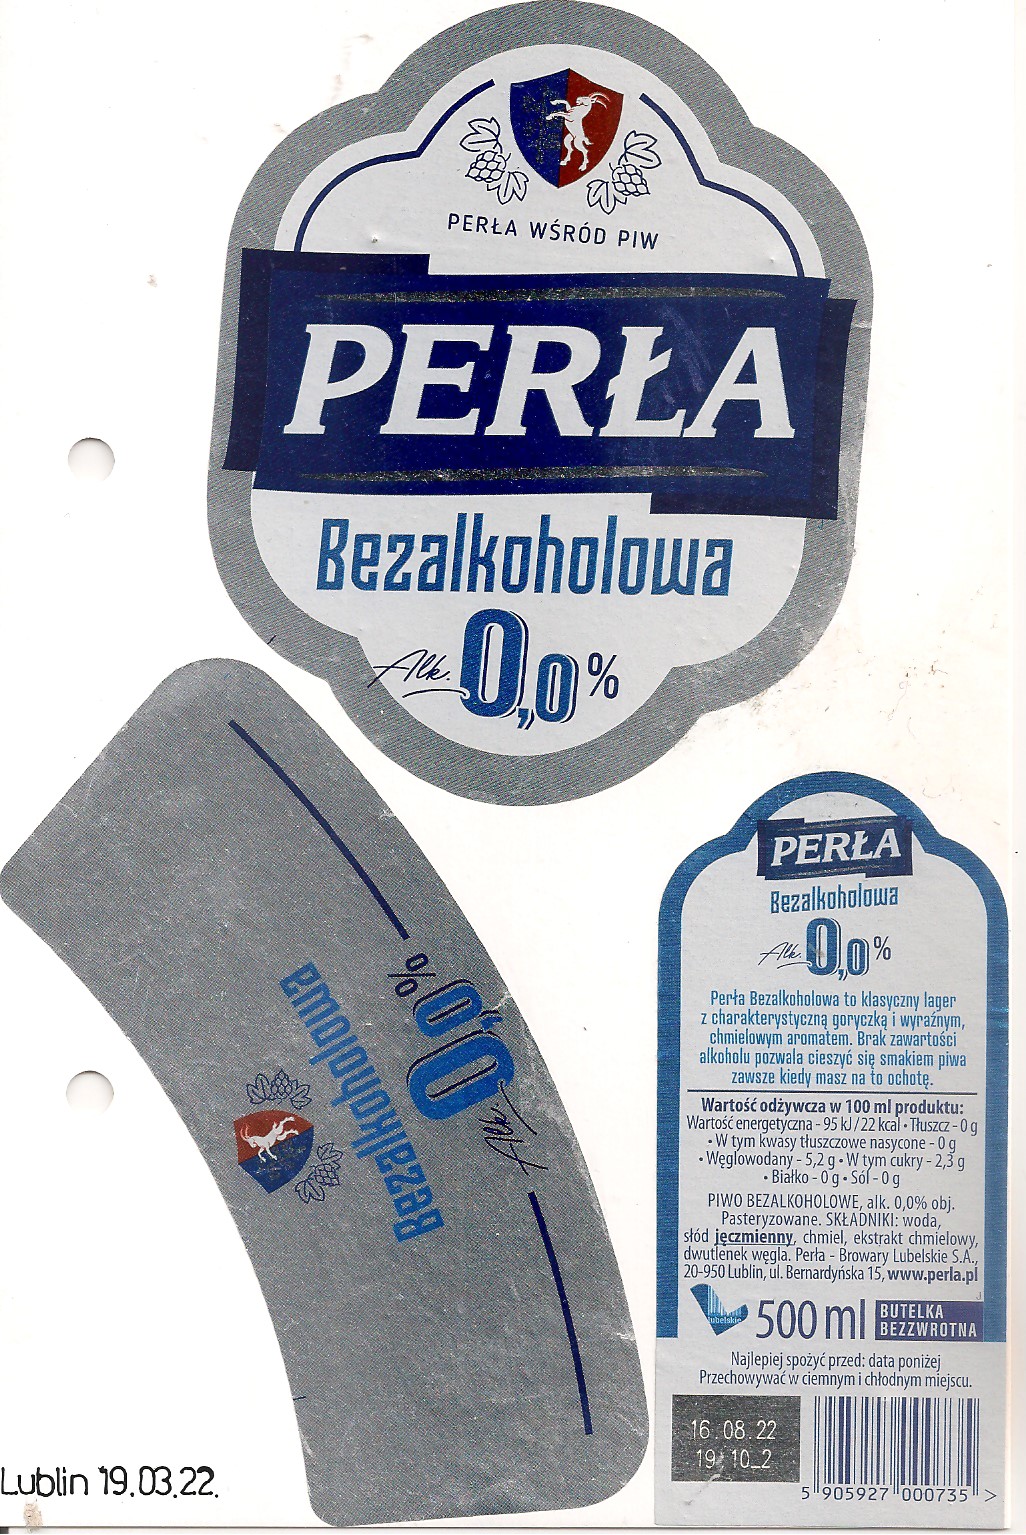 PERŁA WŚRÓD PIW
PERŁA
Bezalkoholowa
Alk. 0,0%
Alk. 0,0%
Bezalkoholowa
PERŁA
Bezalkoholowa
Alk. 0,0%
Perła Bezalkoholowa to klasyczny lager
z charakterystyczną goryczką i wyraźnym,
chmielowym aromatem. Brak zawartości
alkoholu pozwala cieszyć się smakiem piwa
zawsze kiedy masz na to ochotę.
Wartość odżywcza w 100 ml produktu:
Wartość energetyczna - 95 kJ/22 kcal • Tłuszcz - 0 g
• W tym kwasy tłuszczowe nasycone - 0 g
• Węglowodany - 5,2 g • W tym cukry - 2,3 g
• Białko - 0 g • Sól - 0 g
PIWO BEZALKOHOLOWE, alk. 0,0% obj.
Pasteryzowane. SKŁADNIKI: woda,
słód jęczmienny, chmiel, ekstrakt chmielowy,
dwutlenek węgla. Perła - Browary Lubelskie S.A.,
20-950 Lublin, ul. Bernardyńska 15, www.perla.pl
lubelskie
500 ml BUTELKA
BEZZWROTNA
Najlepiej spożyć przed: data poniżej
Przechowywać w ciemnym i chłodnym miejscu.
16.08.22
19 10_2
5 905927 000735 >
Lublin 19.03.22.